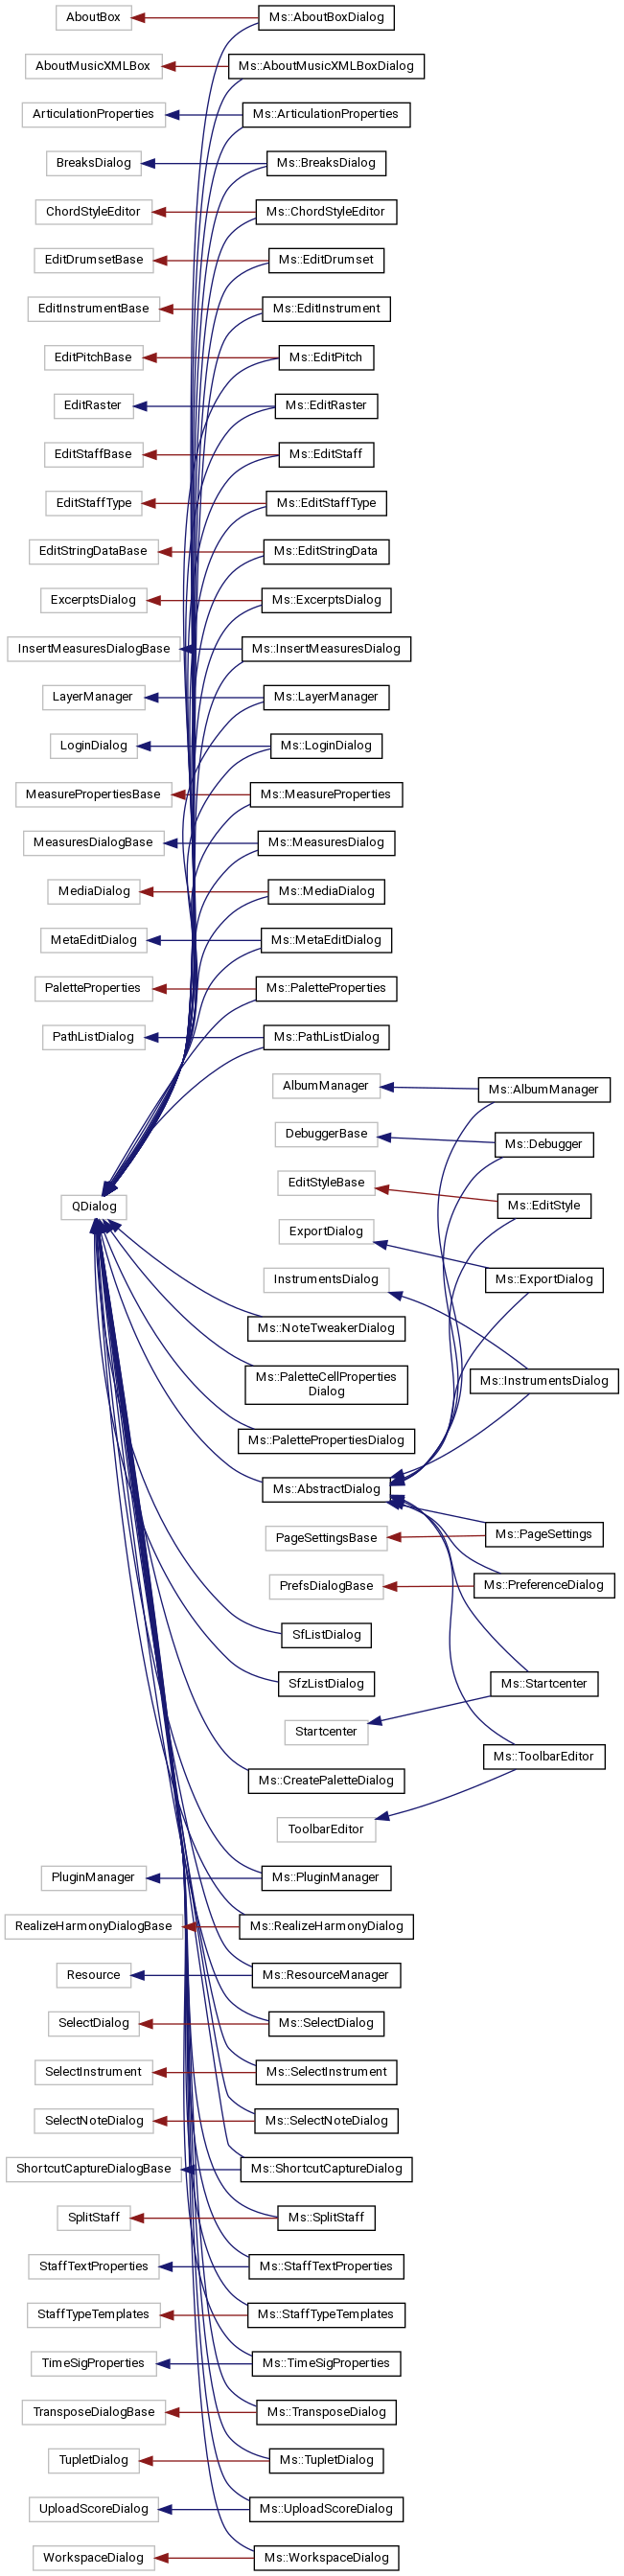 AboutBox
Ms::AboutBoxDialog
AboutMusicXMLBox
Ms::AboutMusicXMLBoxDialog
ArticulationProperties
Ms::ArticulationProperties
BreaksDialog
Ms::BreaksDialog
ChordStyleEditor
Ms::ChordStyleEditor
EditDrumsetBase
Ms::EditDrumset
EditInstrumentBase
Ms::EditInstrument
EditPitchBase
Ms::EditPitch
EditRaster
Ms::EditRaster
EditStaffBase
Ms::EditStaff
EditStaffType
Ms::EditStaffType
EditStringDataBase
Ms::EditStringData
ExcerptsDialog
Ms::ExcerptsDialog
InsertMeasuresDialogBase
Ms::InsertMeasuresDialog
LayerManager
Ms::LayerManager
LoginDialog
Ms::LoginDialog
MeasurePropertiesBase
Ms::MeasureProperties
MeasuresDialogBase
Ms::MeasuresDialog
MediaDialog
Ms::MediaDialog
MetaEditDialog
Ms::MetaEditDialog
PaletteProperties
Ms::PaletteProperties
PathListDialog
Ms::PathListDialog
AlbumManager
Ms::AlbumManager
DebuggerBase
Ms::Debugger
EditStyleBase
Ms::EditStyle
QDialog
ExportDialog
Ms::ExportDialog
InstrumentsDialog
Ms::NoteTweakerDialog
Ms::PaletteCellProperties
Dialog
Ms::InstrumentsDialog
Ms::PalettePropertiesDialog
Ms::AbstractDialog
PageSettingsBase
Ms::PageSettings
PrefsDialogBase
Ms::PreferenceDialog
SfListDialog
SfzListDialog
Ms::Startcenter
Startcenter
Ms::ToolbarEditor
Ms::CreatePaletteDialog
ToolbarEditor
PluginManager
Ms::PluginManager
RealizeHarmonyDialogBase
Ms::RealizeHarmonyDialog
Resource
Ms::ResourceManager
SelectDialog
Ms::SelectDialog
SelectInstrument
Ms::SelectInstrument
SelectNoteDialog
Ms::SelectNoteDialog
ShortcutCaptureDialogBase
Ms::ShortcutCaptureDialog
SplitStaff
Ms::SplitStaff
StaffTextProperties
Ms::StaffTextProperties
StaffTypeTemplates
Ms::StaffTypeTemplates
TimeSigProperties
Ms::TimeSigProperties
TransposeDialogBase
Ms::TransposeDialog
TupletDialog
Ms::TupletDialog
UploadScoreDialog
Ms::UploadScoreDialog
WorkspaceDialog
Ms::WorkspaceDialog